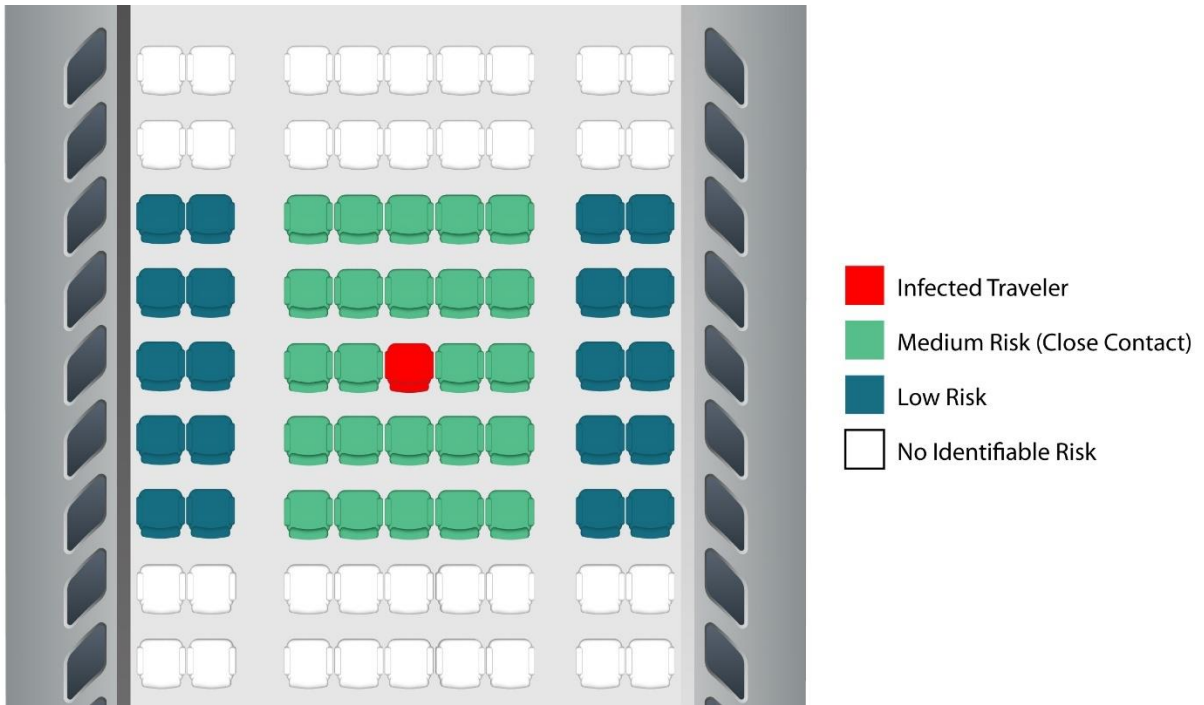 Infected Traveler
Medium Risk (Close Contact)
Low Risk
No Identifiable Risk